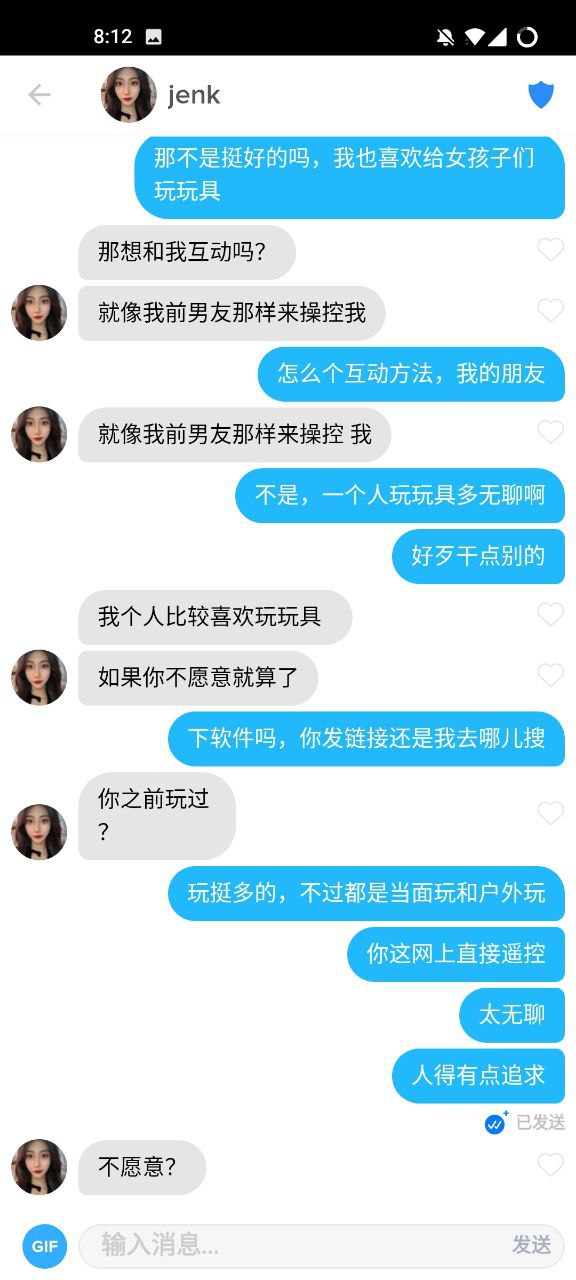 8:12
jenk
那不是挺好的吗，我也喜欢给女孩子们
玩玩具
那想和我互动吗？
就像我前男友那样来操控我
怎么个互动方法，我的朋友
就像我前男友那样来操控 我
不是，一个人玩玩具多无聊啊
好歹干点别的
我个人比较喜欢玩玩具
如果你不愿意就算了
下软件吗，你发链接还是我去哪儿搜
你之前玩过
？
玩挺多的，不过都是当面玩和户外玩
你这网上直接遥控
太无聊
人得有点追求
已发送
不愿意？
GIF
输入消息...
发送